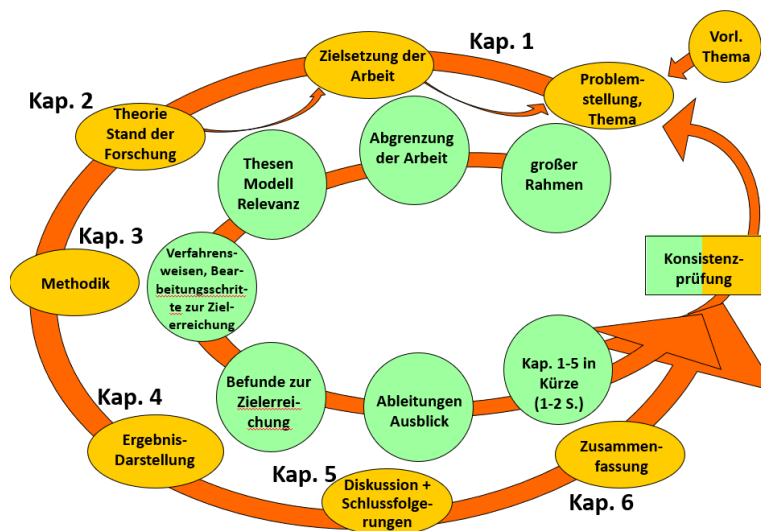 Kap. 1
Vorl.
Thema
Zielsetzung der
Arbeit
Problem-
stellung,
Thema
Kap. 2
Theorie
Stand der
Forschung
Abgrenzung
der Arbeit
großer
Rahmen
Thesen
Modell
Relevanz
Kap. 3
Methodik
Verfahrens-
weisen, Bear-
beitungsschrit-
te zur Ziel-
erreichung
Konsistenz-
prüfung
Befunde zur
Zielerrei-
chung
Ableitungen
Ausblick
Kap. 1-5 in
Kürze
(1-2 S.)
Kap. 4
Ergebnis-
Darstellung
Kap. 5
Diskussion +
Schlussfolge-
rungen
Zusammen-
fassung
Kap. 6